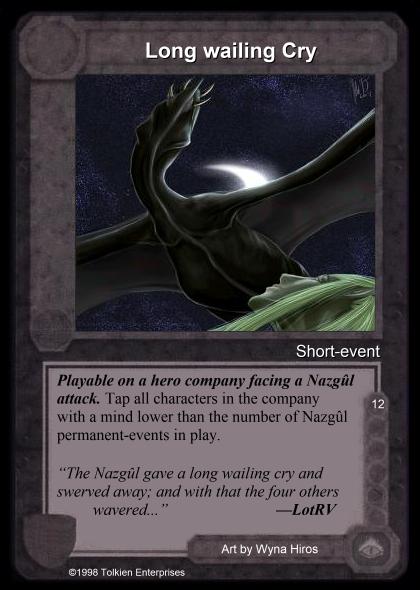 Long wailing Cry
Short-event
Playable on a hero company facing a Nazgûl
attack. Tap all characters in the company
with a mind lower than the number of Nazgûl
permanent-events in play.
12
“The Nazgûl gave a long wailing cry and
swerved away; and with that the four others
wavered...” —LotRV
Art by Wyna Hiros
©1998 Tolkien Enterprises